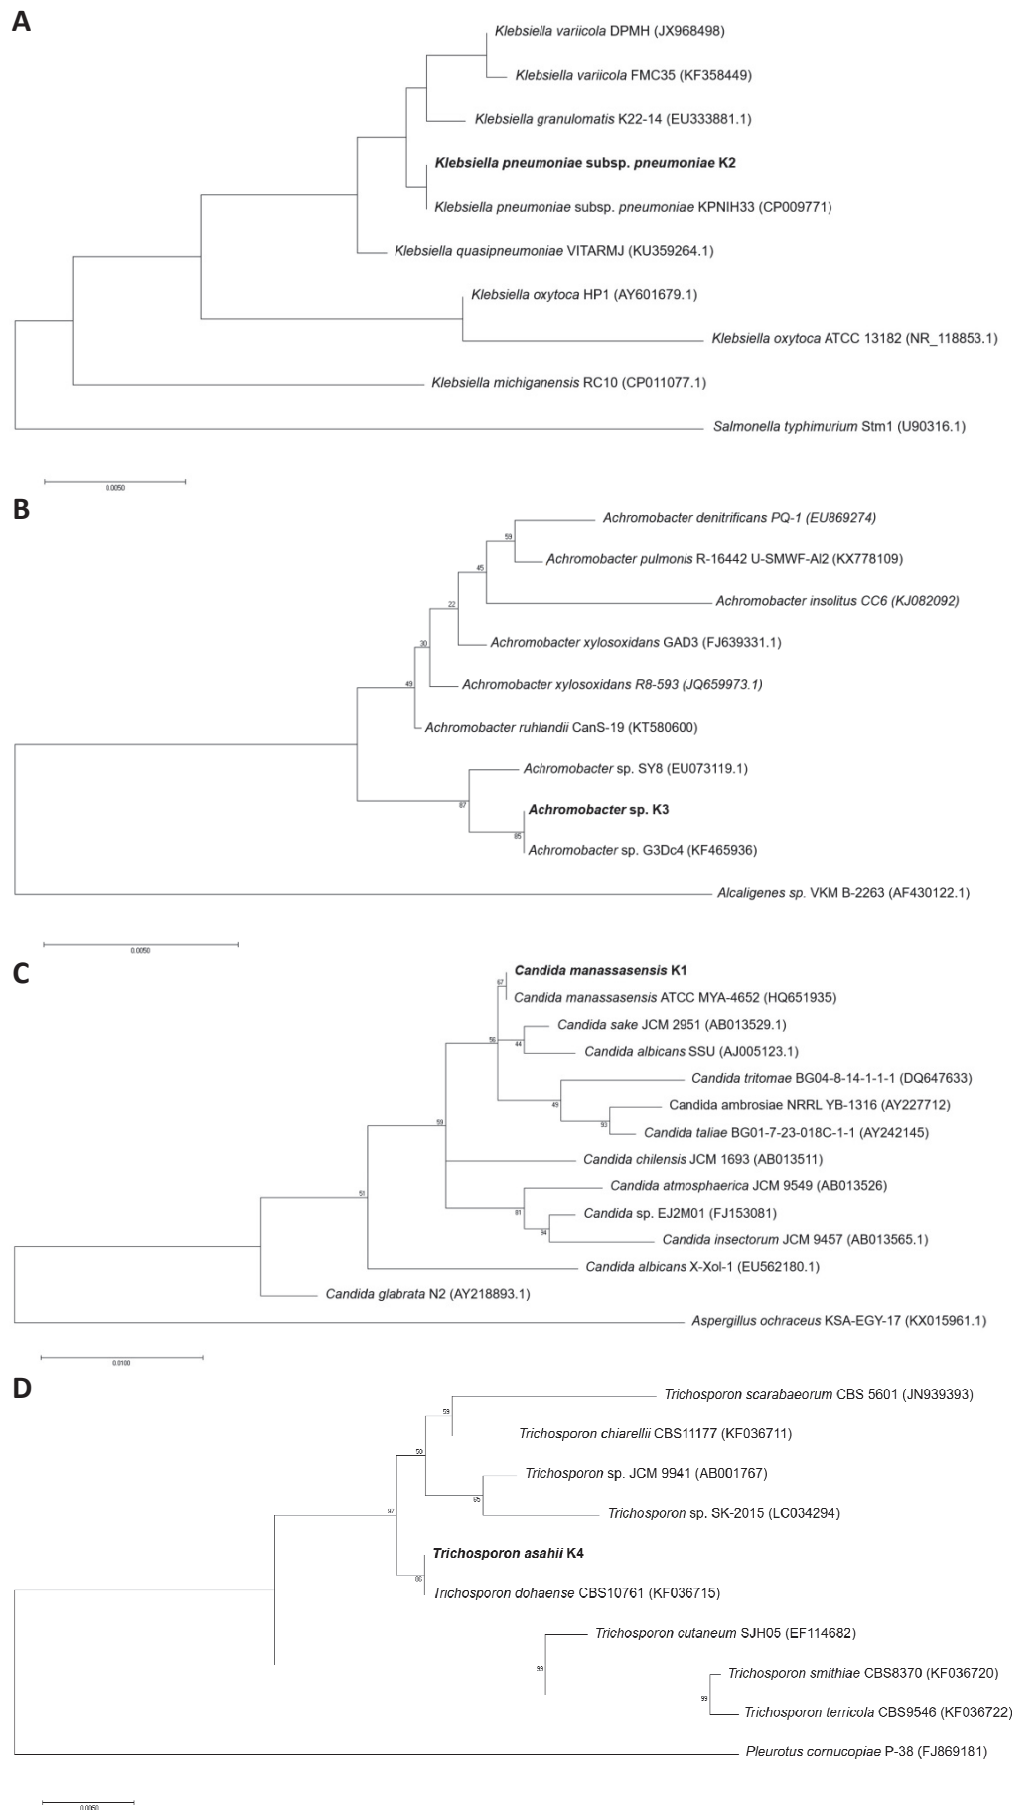 A
Klebsiella variicola DPMH (JX968498)
Klebsiella variicola FMC35 (KF358449)
Klebsiella granulomatis K22-14 (EU333881.1)
Klebsiella pneumoniae subsp. pneumoniae K2
Klebsiella pneumoniae subsp. pneumoniae KPNIH33 (CP009771)
Klebsiella quasipneumoniae VITARMJ (KU359264.1)
Klebsiella oxytoca HP1 (AY601679.1)
Klebsiella oxytoca ATCC 13182 (NR_118853.1)
Klebsiella michiganensis RC10 (CP011077.1)
Salmonella typhimurium Stm1 (U90316.1)
0.0050
B
Achromobacter denitrificans PQ-1 (EU869274)
59
Achromobacter pulmonis R-16442 U-SMWF-AI2 (KX778109)
45
Achromobacter insolitus CC6 (KJ082092)
22
Achromobacter xylosoxidans GAD3 (FJ639331.1)
30
Achromobacter xylosoxidans R8-593 (JQ659973.1)
49
Achromobacter ruhlandii CanS-19 (KT580600)
Achromobacter sp. SY8 (EU073119.1)
87
Achromobacter sp. K3
85
Achromobacter sp. G3Dc4 (KF465936)
Alcaligenes sp. VKM B-2263 (AF430122.1)
0.0050
C
Candida manassasensis K1
67
Candida manassasensis ATCC MYA-4652 (HQ651935)
Candida sake JCM 2951 (AB013529.1)
56
44
Candida albicans SSU (AJ005123.1)
Candida tritomae BG04-8-14-1-1-1 (DQ647633)
49
Candida ambrosiae NRRL YB-1316 (AY227712)
93
Candida taliae BG01-7-23-018C-1-1 (AY242145)
59
Candida chilensis JCM 1693 (AB013511)
Candida atmosphaerica JCM 9549 (AB013526)
81
Candida sp. EJ2M01 (FJ153081)
94
Candida insectorum JCM 9457 (AB013565.1)
51
Candida albicans X-Xol-1 (EU562180.1)
Candida glabrata N2 (AY218893.1)
Aspergillus ochraceus KSA-EGY-17 (KX015961.1)
0.0100
D
Trichosporon scarabaeorum CBS 5601 (JN939393)
59
Trichosporon chiarellii CBS11177 (KF036711)
50
Trichosporon sp. JCM 9941 (AB001767)
65
Trichosporon sp. SK-2015 (LC034294)
97
Trichosporon asahii K4
86
Trichosporon dohaense CBS10761 (KF036715)
Trichosporon cutaneum SJH05 (EF114682)
99
Trichosporon smithiae CBS8370 (KF036720)
99
Trichosporon terricola CBS9546 (KF036722)
Pleurotus cornucopiae P-38 (FJ869181)
0.0050